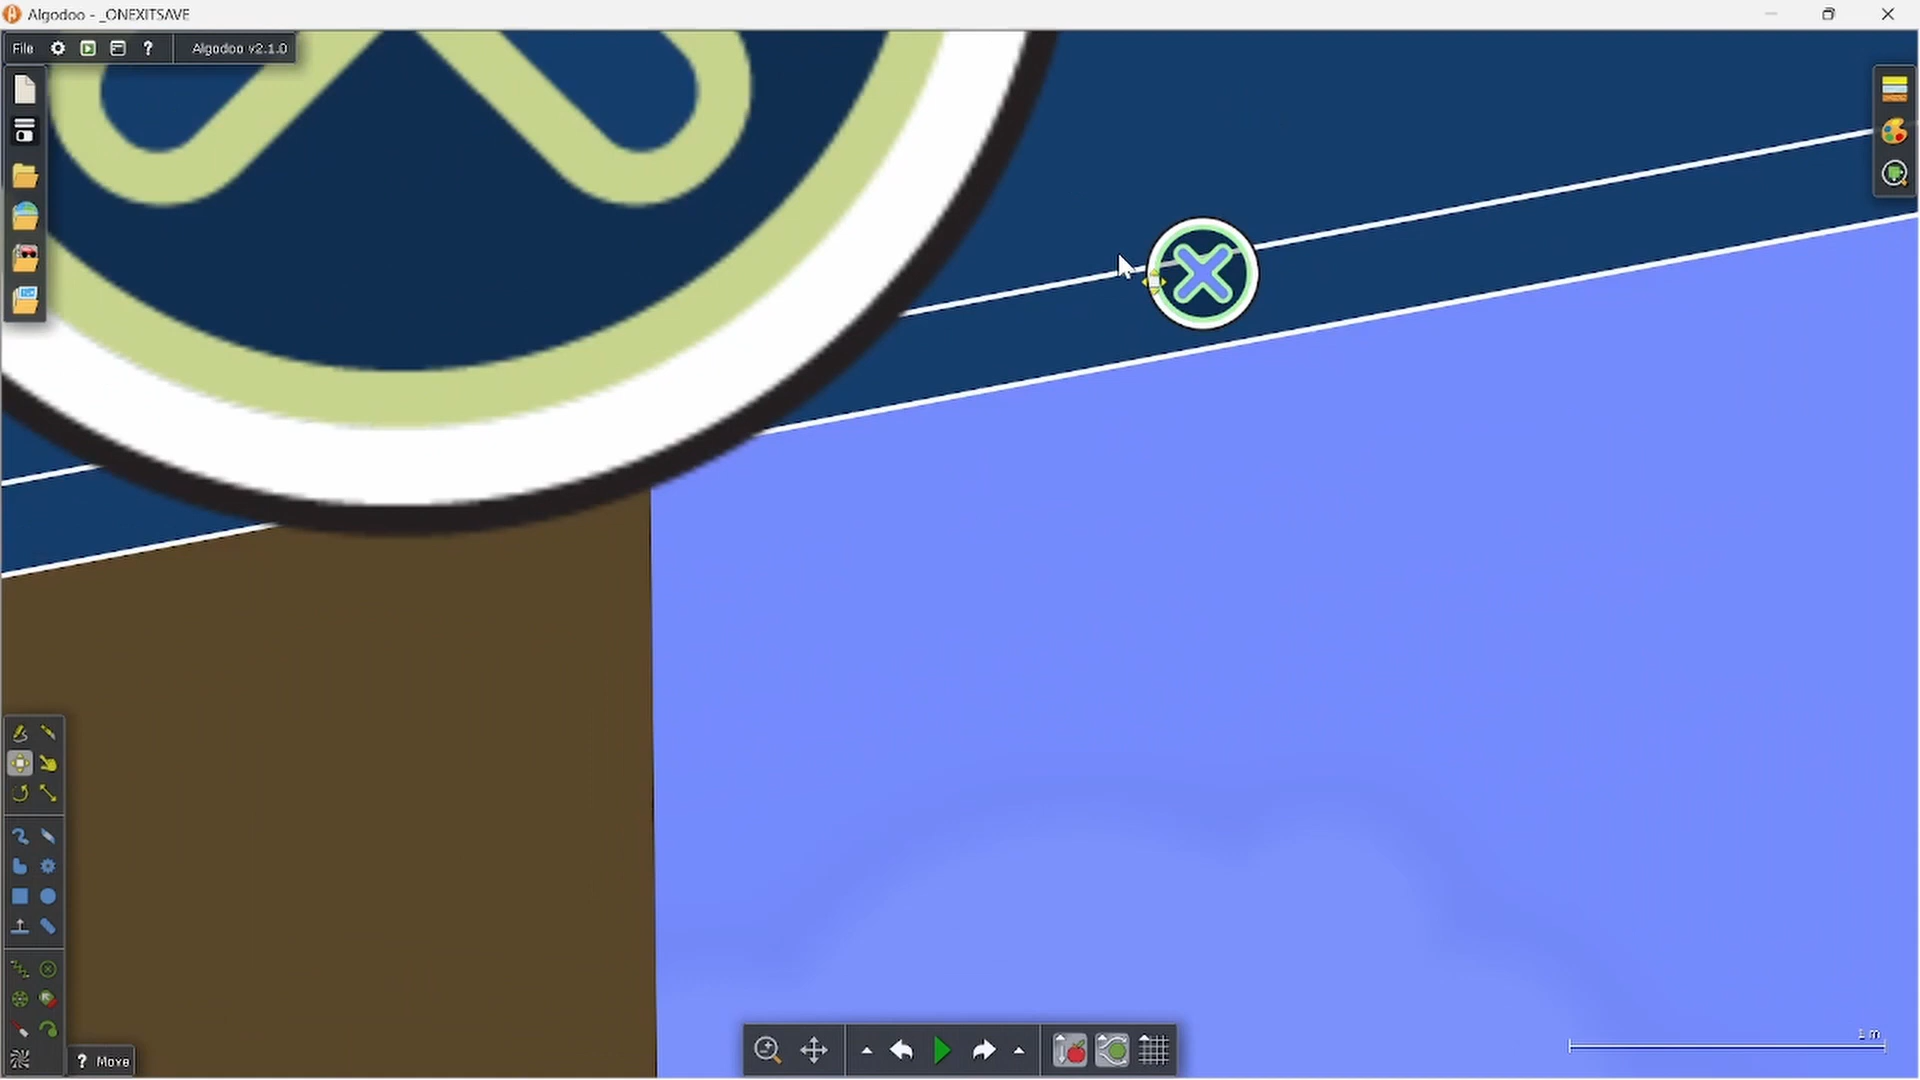 Algodoo - _ONEXITSAVE
File ? Algodoo v2.1.0
? Move
1 m